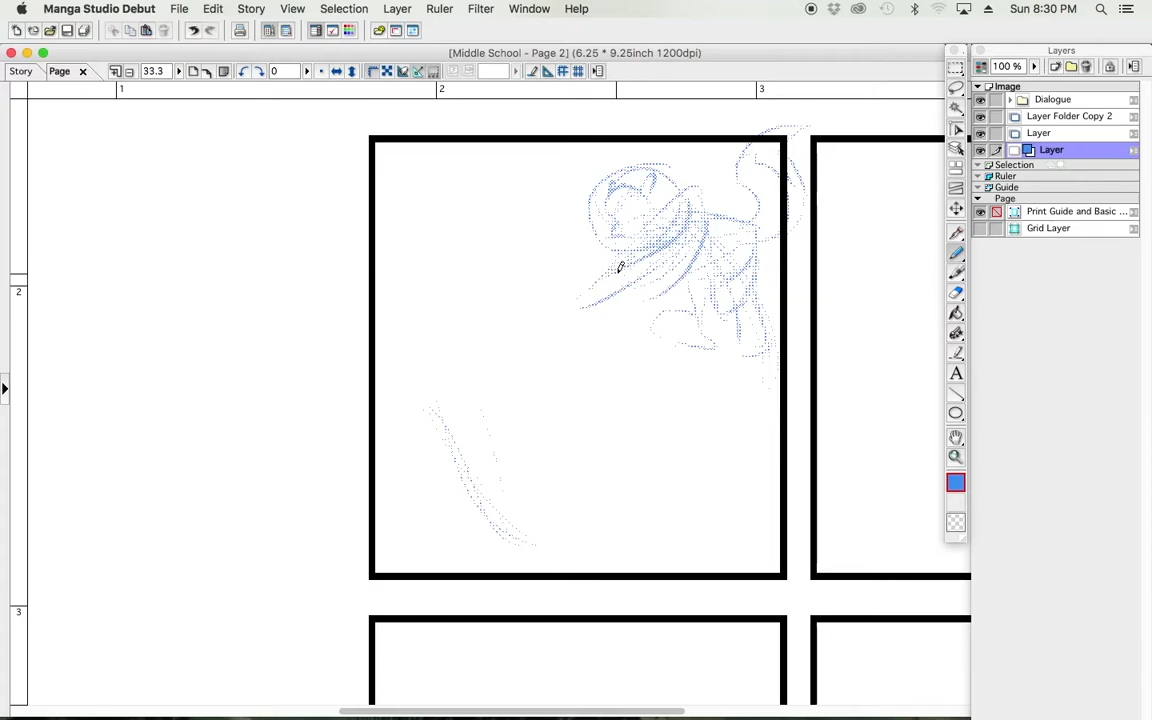 Manga Studio Debut File Edit Story View Selection Layer Ruler Filter Window Help Sun 8:30 PM
[Middle School - Page 2] (6.25 * 9.25inch 1200dpi)
Layers
Story Page 33.3 0
100 %
1 2 3
Image
Dialogue
Layer Folder Copy 2
Layer
Layer
Selection
Ruler
Guide
Page
Print Guide and Basic ...
Grid Layer
2
A
3